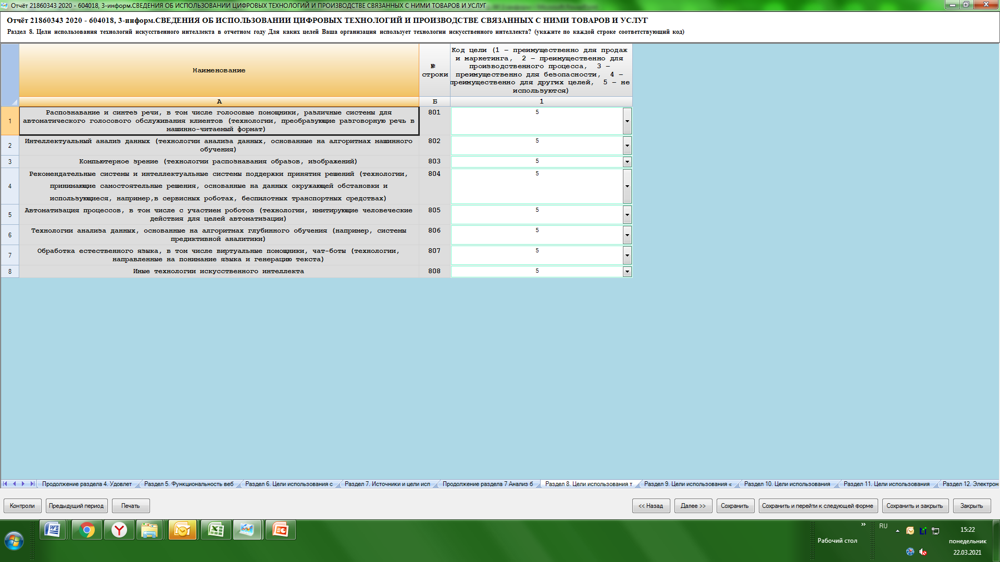 Отчёт 21860343 2020 - 604018, 3-информ.СВЕДЕНИЯ ОБ ИСПОЛЬЗОВАНИИ ЦИФРОВЫХ ТЕХНОЛОГИЙ И ПРОИЗВОДСТВЕ СВЯЗАННЫХ С НИМИ ТОВАРОВ И УСЛУГ
Отчёт 21860343 2020 - 604018, 3-информ.СВЕДЕНИЯ ОБ ИСПОЛЬЗОВАНИИ ЦИФРОВЫХ ТЕХНОЛОГИЙ И ПРОИЗВОДСТВЕ СВЯЗАННЫХ С НИМИ ТОВАРОВ И УСЛУГ
Раздел 8. Цели использования технологий искусственного интеллекта в отчетном году Для каких целей Ваша организация использует технологии искусственного интеллекта? (укажите по каждой строке соответствующий код)
Наименование
№
строки
Код цели (1 – преимущественно для продаж
и маркетинга, 2 – преимущественно для
производственного процесса, 3 –
преимущественно для безопасности, 4 –
преимущественно для других целей, 5 – не
используются)
А Б 1
1 Распознавание и синтез речи, в том числе голосовые помощники, различные системы для 801 5
автоматического голосового обслуживания клиентов (технологии, преобразующие разговорную речь в
машинно-читаемый формат)
2 Интеллектуальный анализ данных (технологии анализа данных, основанные на алгоритмах машинного 802 5
обучения)
3 Компьютерное зрение (технологии распознавания образов, изображений) 803 5
4 Рекомендательные системы и интеллектуальные системы поддержки принятия решений (технологии, 804 5
принимающие самостоятельные решения, основанные на данных окружающей обстановки и
использующиеся, например,в сервисных роботах, беспилотных транспортных средствах)
5 Автоматизация процессов, в том числе с участием роботов (технологии, имитирующие человеческие 805 5
действия для целей автоматизации)
6 Технологии анализа данных, основанные на алгоритмах глубинного обучения (например, системы 806 5
предиктивной аналитики)
7 Обработка естественного языка, в том числе виртуальные помощники, чат-боты (технологии, 807 5
направленные на понимание языка и генерацию текста)
8 Иные технологии искусственного интеллекта 808 5
Продолжение раздела 4. Удовлет Раздел 5. Функциональность веб Раздел 6. Цели использования с Раздел 7. Источники и цели исп Продолжение раздела 7 Анализ б Раздел 8. Цели использования т Раздел 9. Цели использования « Раздел 10. Цели использования Раздел 11. Цели использования Раздел 12. Электрон
Контроли Предыдущий период Печать << Назад Далее >> Сохранить Сохранить и перейти к следующей форме Сохранить и закрыть Закрыть
Рабочий стол
»
RU
15:22
понедельник
22.03.2021